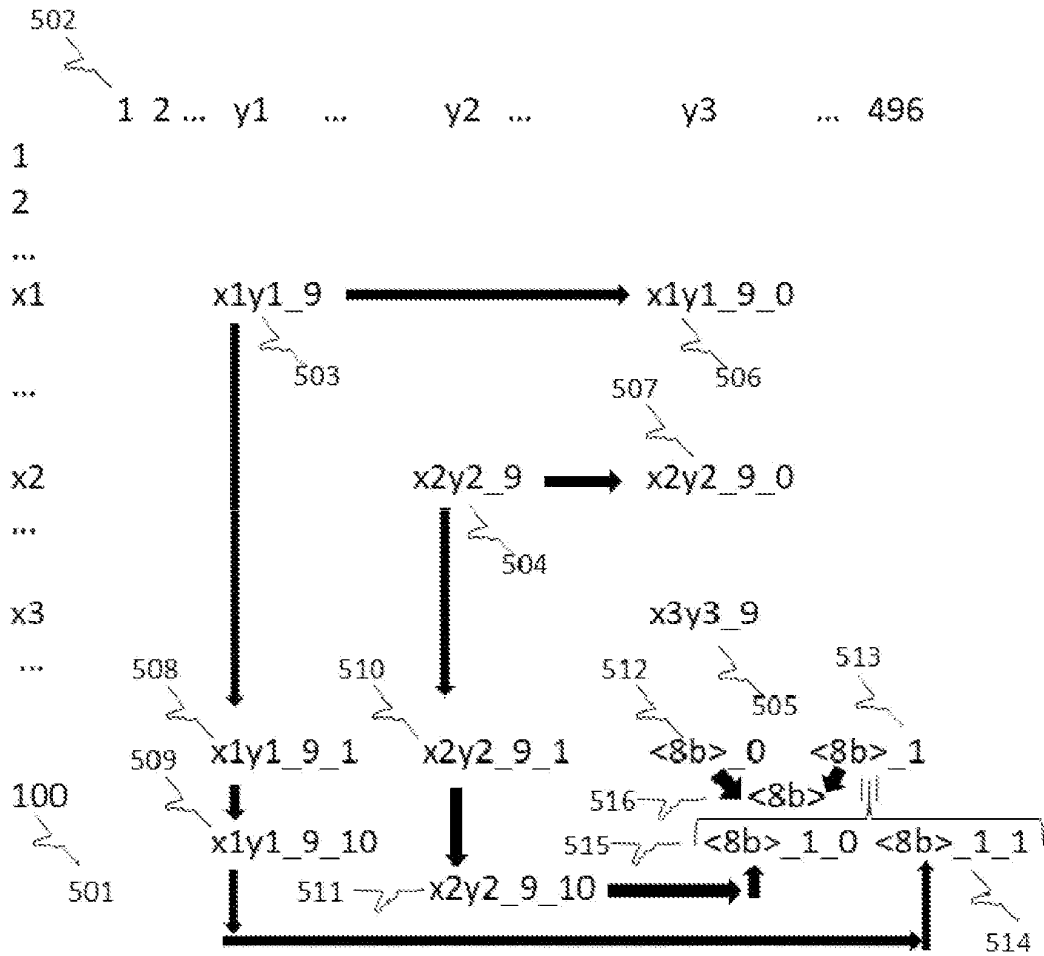 502
1 2 ... y1 ... y2 ... y3 ... 496
1
2
...
x1 x1y1_9 x1y1_9_0
503 506
...
507
x2 x2y2_9 x2y2_9_0
...
504
x3 x3y3_9
...
508 510 512 505 513
x1y1_9_1 x2y2_9_1 <8b>_0 <8b>_1
509
100 516 <8b>
x1y1_9_10 515 <8b>_1_0 <8b>_1_1
501 511 x2y2_9_10
514